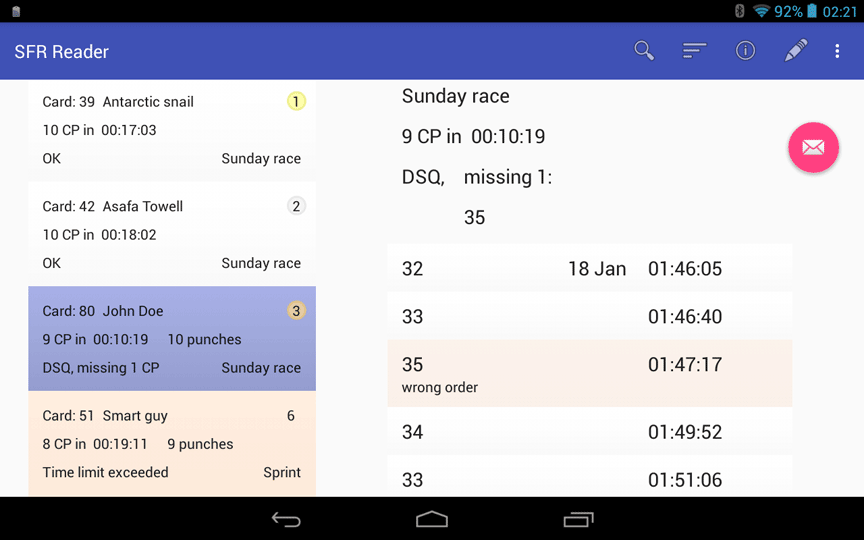 92% 02:21
SFR Reader
Card: 39 Antarctic snail 1
10 CP in 00:17:03
OK Sunday race
Card: 42 Asafa Towell 2
10 CP in 00:18:02
OK Sunday race
Card: 80 John Doe 3
9 CP in 00:10:19 10 punches
DSQ, missing 1 CP Sunday race
Card: 51 Smart guy 6
8 CP in 00:19:11 9 punches
Time limit exceeded Sprint
Sunday race
9 CP in 00:10:19
DSQ, missing 1:
35
32 18 Jan 01:46:05
33 01:46:40
35 01:47:17
wrong order
34 01:49:52
33 01:51:06